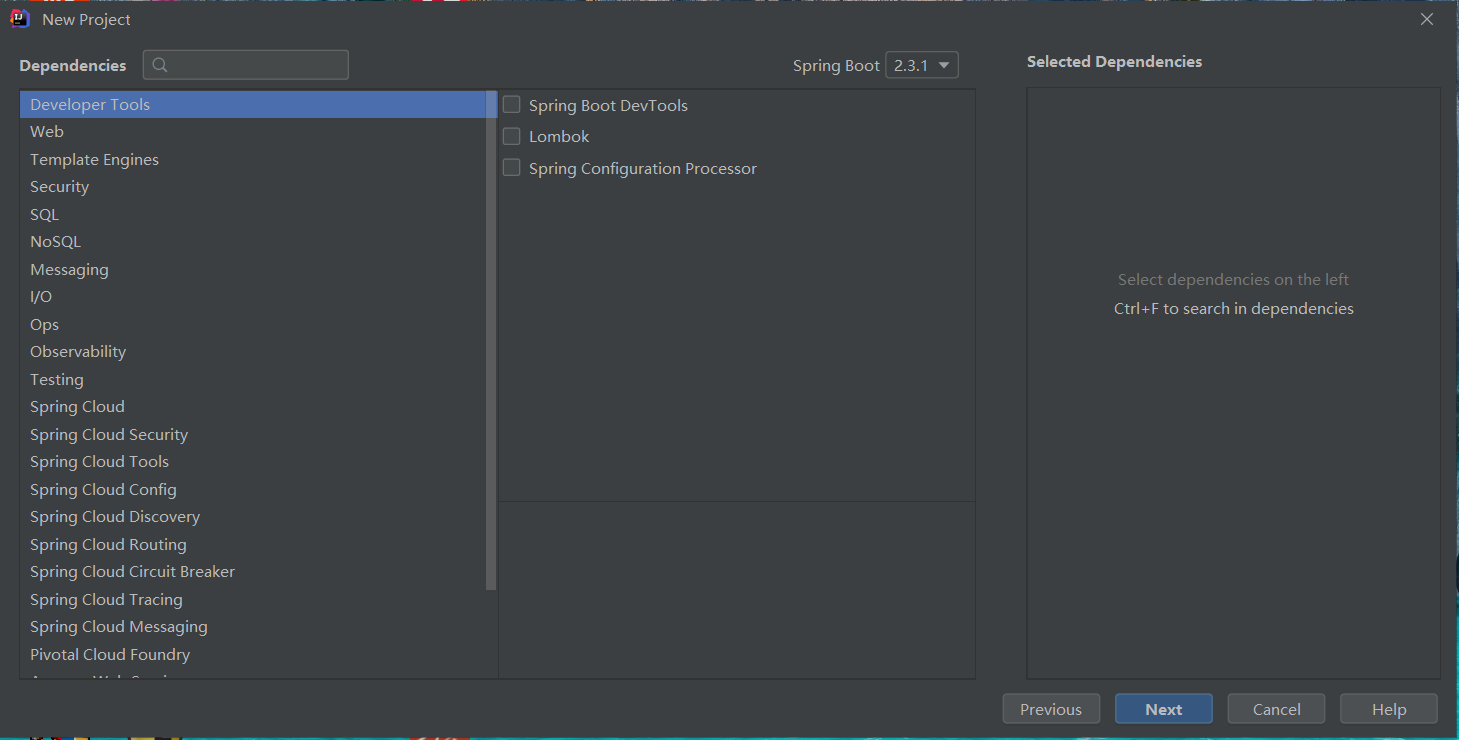 New Project
Dependencies
Spring Boot 2.3.1
Selected Dependencies
Developer Tools
Web
Template Engines
Security
SQL
NoSQL
Messaging
I/O
Ops
Observability
Testing
Spring Cloud
Spring Cloud Security
Spring Cloud Tools
Spring Cloud Config
Spring Cloud Discovery
Spring Cloud Routing
Spring Cloud Circuit Breaker
Spring Cloud Tracing
Spring Cloud Messaging
Pivotal Cloud Foundry
Spring Boot DevTools
Lombok
Spring Configuration Processor
Select dependencies on the left
Ctrl+F to search in dependencies
Previous
Next
Cancel
Help